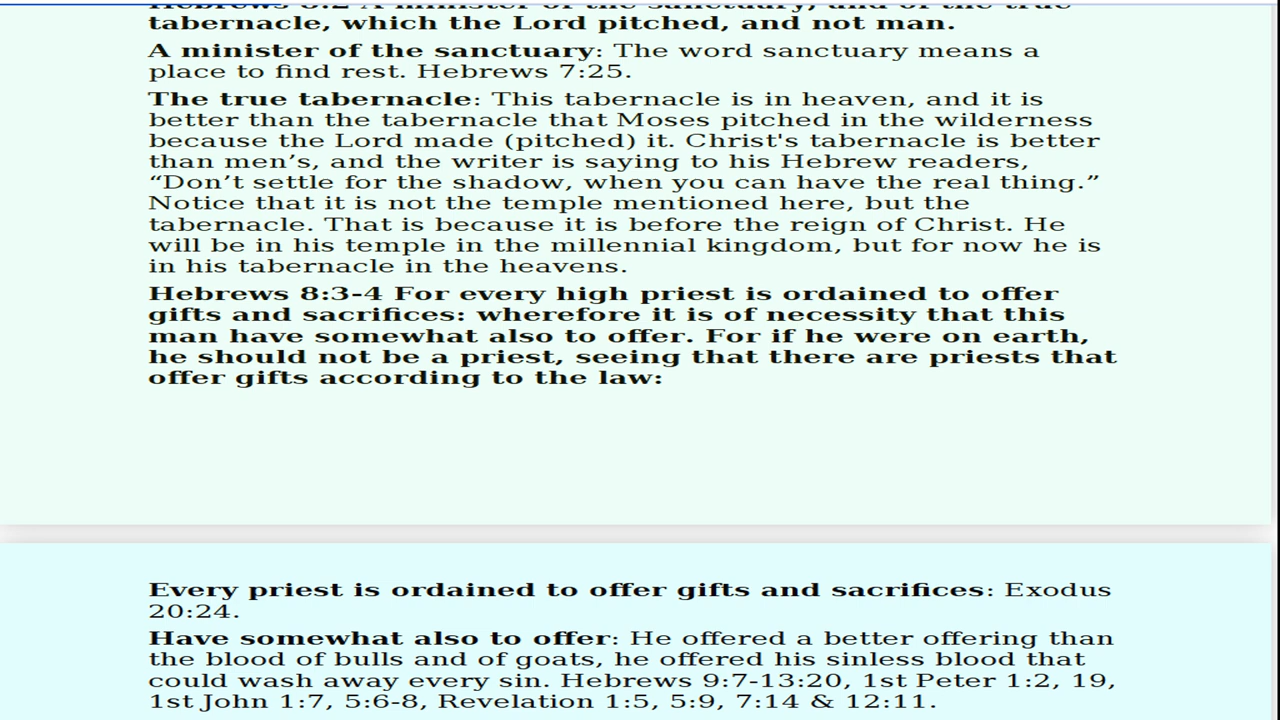 Hebrews 8:2 A minister of the sanctuary, and of the true
tabernacle, which the Lord pitched, and not man.
A minister of the sanctuary: The word sanctuary means a
place to find rest. Hebrews 7:25.
The true tabernacle: This tabernacle is in heaven, and it is
better than the tabernacle that Moses pitched in the wilderness
because the Lord made (pitched) it. Christ's tabernacle is better
than men’s, and the writer is saying to his Hebrew readers,
“Don’t settle for the shadow, when you can have the real thing.”
Notice that it is not the temple mentioned here, but the
tabernacle. That is because it is before the reign of Christ. He
will be in his temple in the millennial kingdom, but for now he is
in his tabernacle in the heavens.
Hebrews 8:3-4 For every high priest is ordained to offer
gifts and sacrifices: wherefore it is of necessity that this
man have somewhat also to offer. For if he were on earth,
he should not be a priest, seeing that there are priests that
offer gifts according to the law:
Every priest is ordained to offer gifts and sacrifices: Exodus
20:24.
Have somewhat also to offer: He offered a better offering than
the blood of bulls and of goats, he offered his sinless blood that
could wash away every sin. Hebrews 9:7-13:20, 1st Peter 1:2, 19,
1st John 1:7, 5:6-8, Revelation 1:5, 5:9, 7:14 & 12:11.